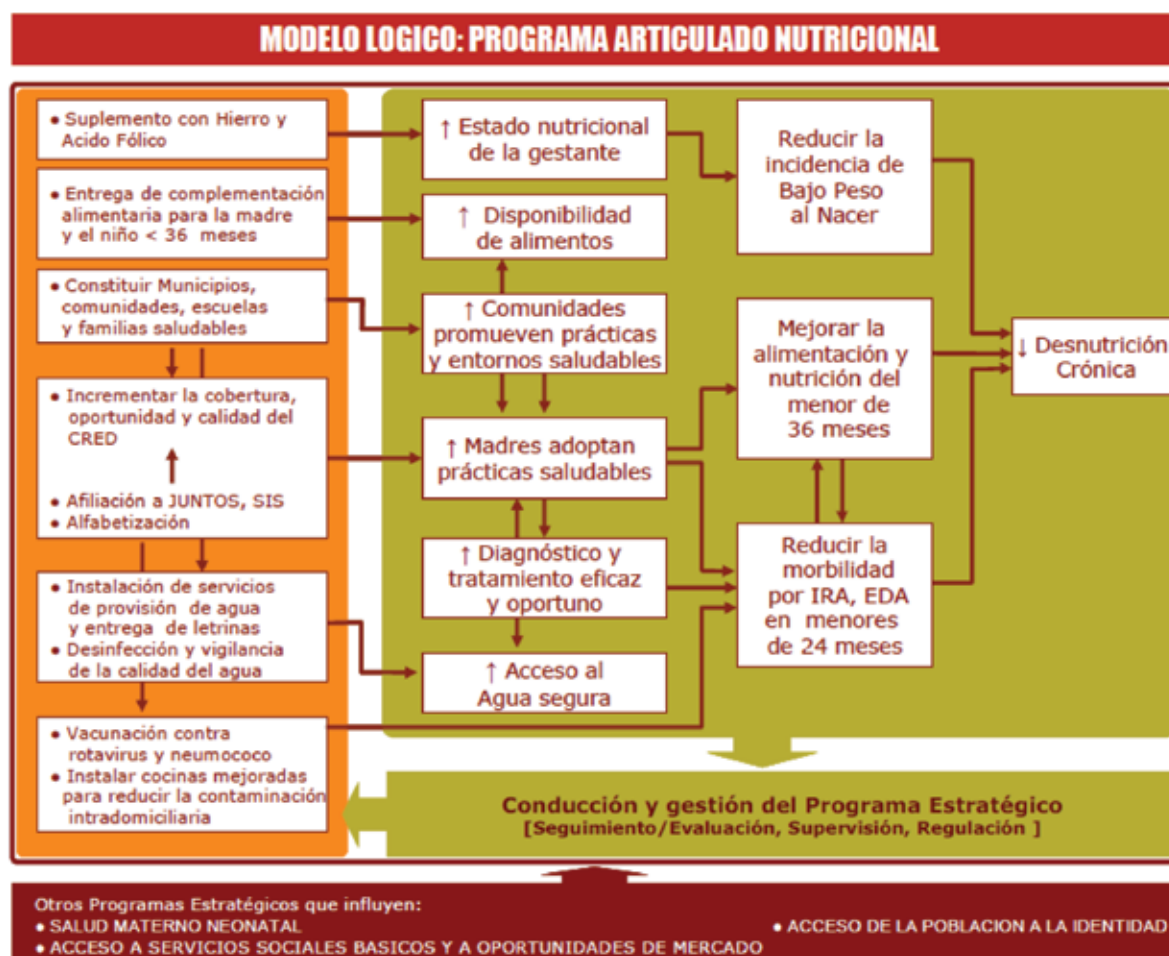 MODELO LOGICO: PROGRAMA ARTICULADO NUTRICIONAL
● Suplemento con Hierro y
Acido Fólico
● Entrega de complementación
alimentaria para la madre
y el niño < 36 meses
● Constituir Municipios,
comunidades, escuelas
y familias saludables
● Incrementar la cobertura,
oportunidad y calidad del
CRED
● Afiliación a JUNTOS, SIS
● Alfabetización
● Instalación de servicios
de provisión de agua
y entrega de letrinas
● Desinfección y vigilancia
de la calidad del agua
● Vacunación contra
rotavirus y neumococo
● Instalar cocinas mejoradas
para reducir la contaminación
intradomiciliaria
↑ Estado nutricional
de la gestante
↑ Disponibilidad
de alimentos
↑ Comunidades
promueven prácticas
y entornos saludables
↑ Madres adoptan
prácticas saludables
↑ Diagnóstico y
tratamiento eficaz
y oportuno
↑ Acceso al
Agua segura
Reducir la
incidencia de
Bajo Peso
al Nacer
Mejorar la
alimentación y
nutrición del
menor de
36 meses
Reducir la
morbilidad
por IRA, EDA
en menores
de 24 meses
↓ Desnutrición
Crónica
Conducción y gestión del Programa Estratégico
[Seguimiento/Evaluación, Supervisión, Regulación ]
Otros Programas Estratégicos que influyen:
● SALUD MATERNO NEONATAL
● ACCESO DE LA POBLACION A LA IDENTIDAD
● ACCESO A SERVICIOS SOCIALES BASICOS Y A OPORTUNIDADES DE MERCADO